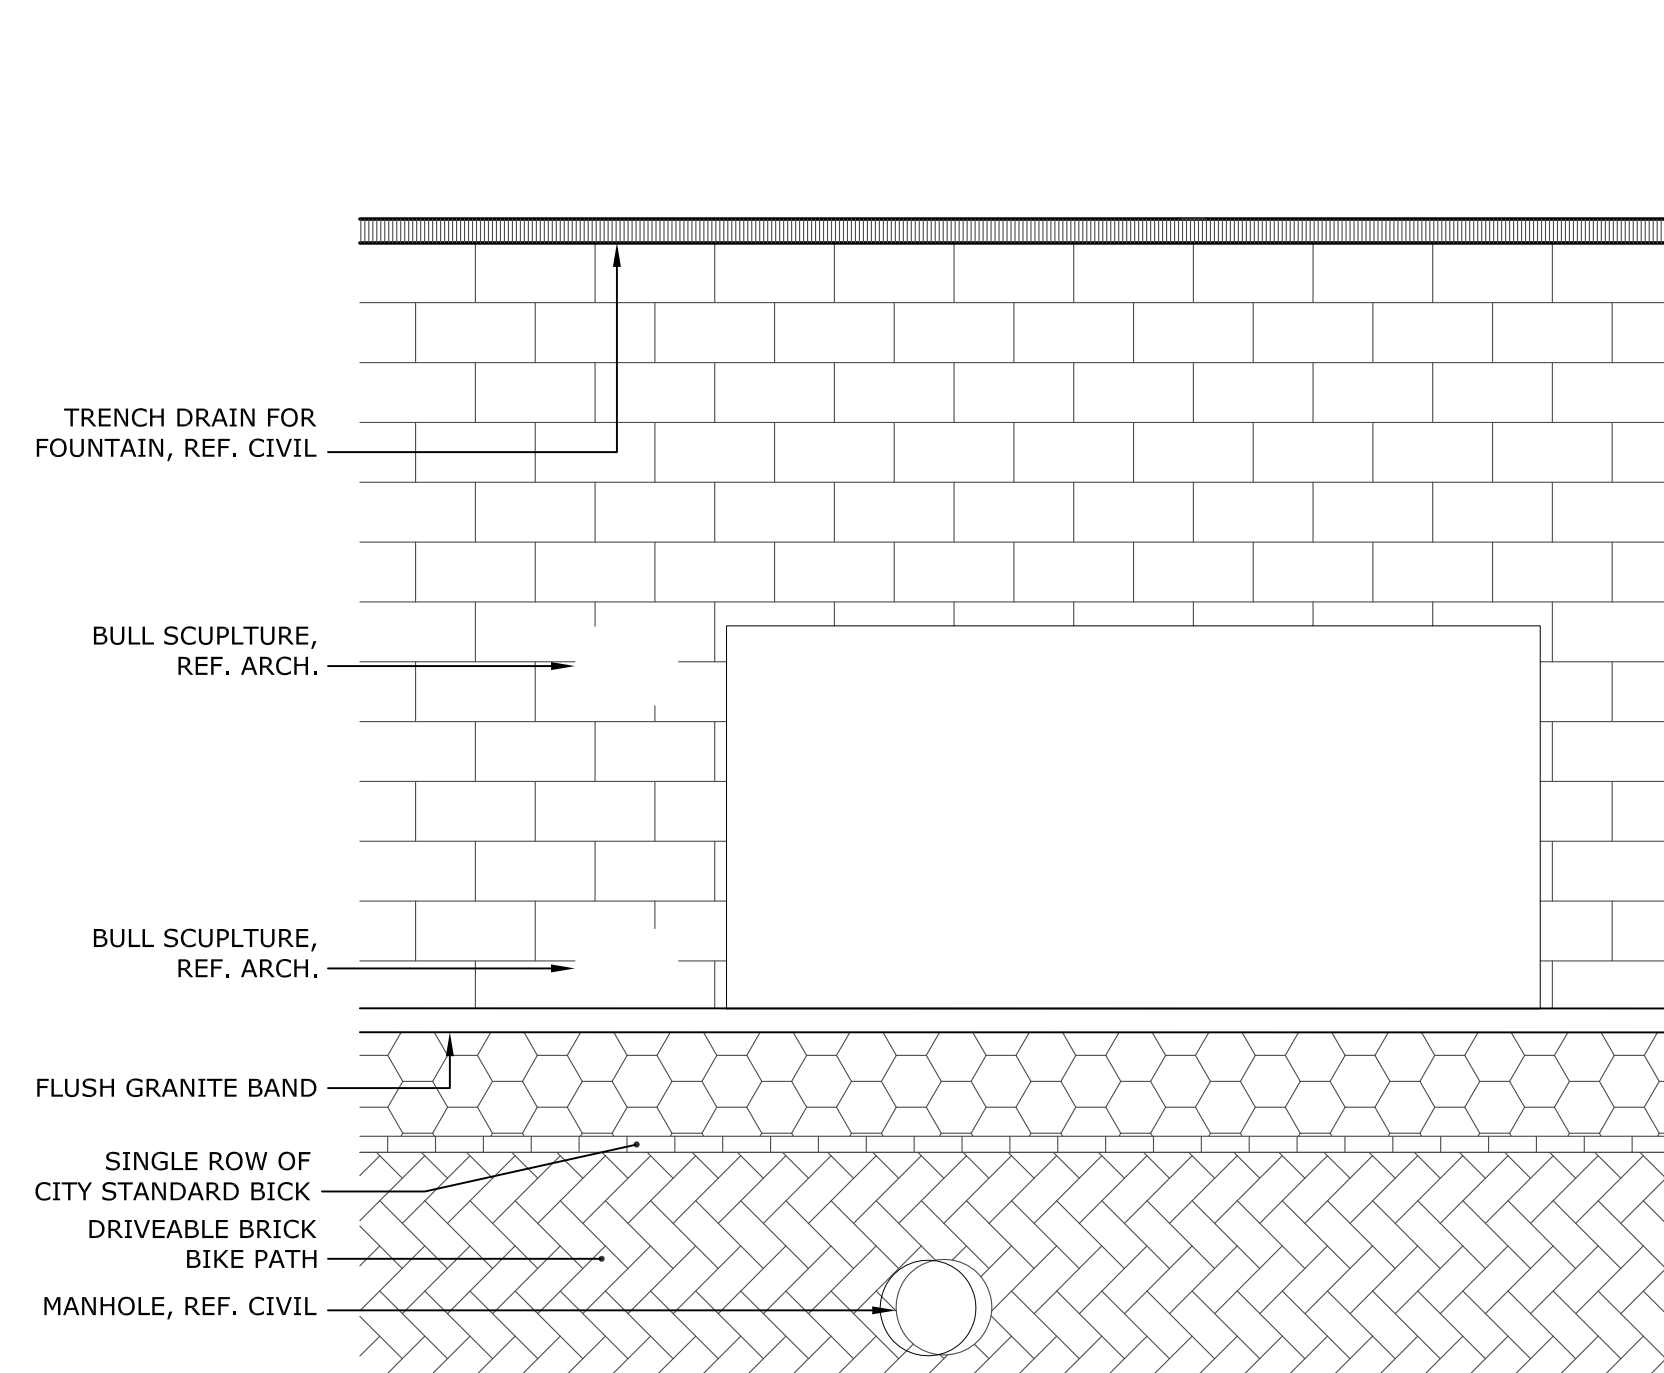 TRENCH DRAIN FOR
FOUNTAIN, REF. CIVIL
BULL SCUPLTURE,
REF. ARCH.
BULL SCUPLTURE,
REF. ARCH.
FLUSH GRANITE BAND
SINGLE ROW OF
CITY STANDARD BICK
DRIVEABLE BRICK
BIKE PATH
MANHOLE, REF. CIVIL